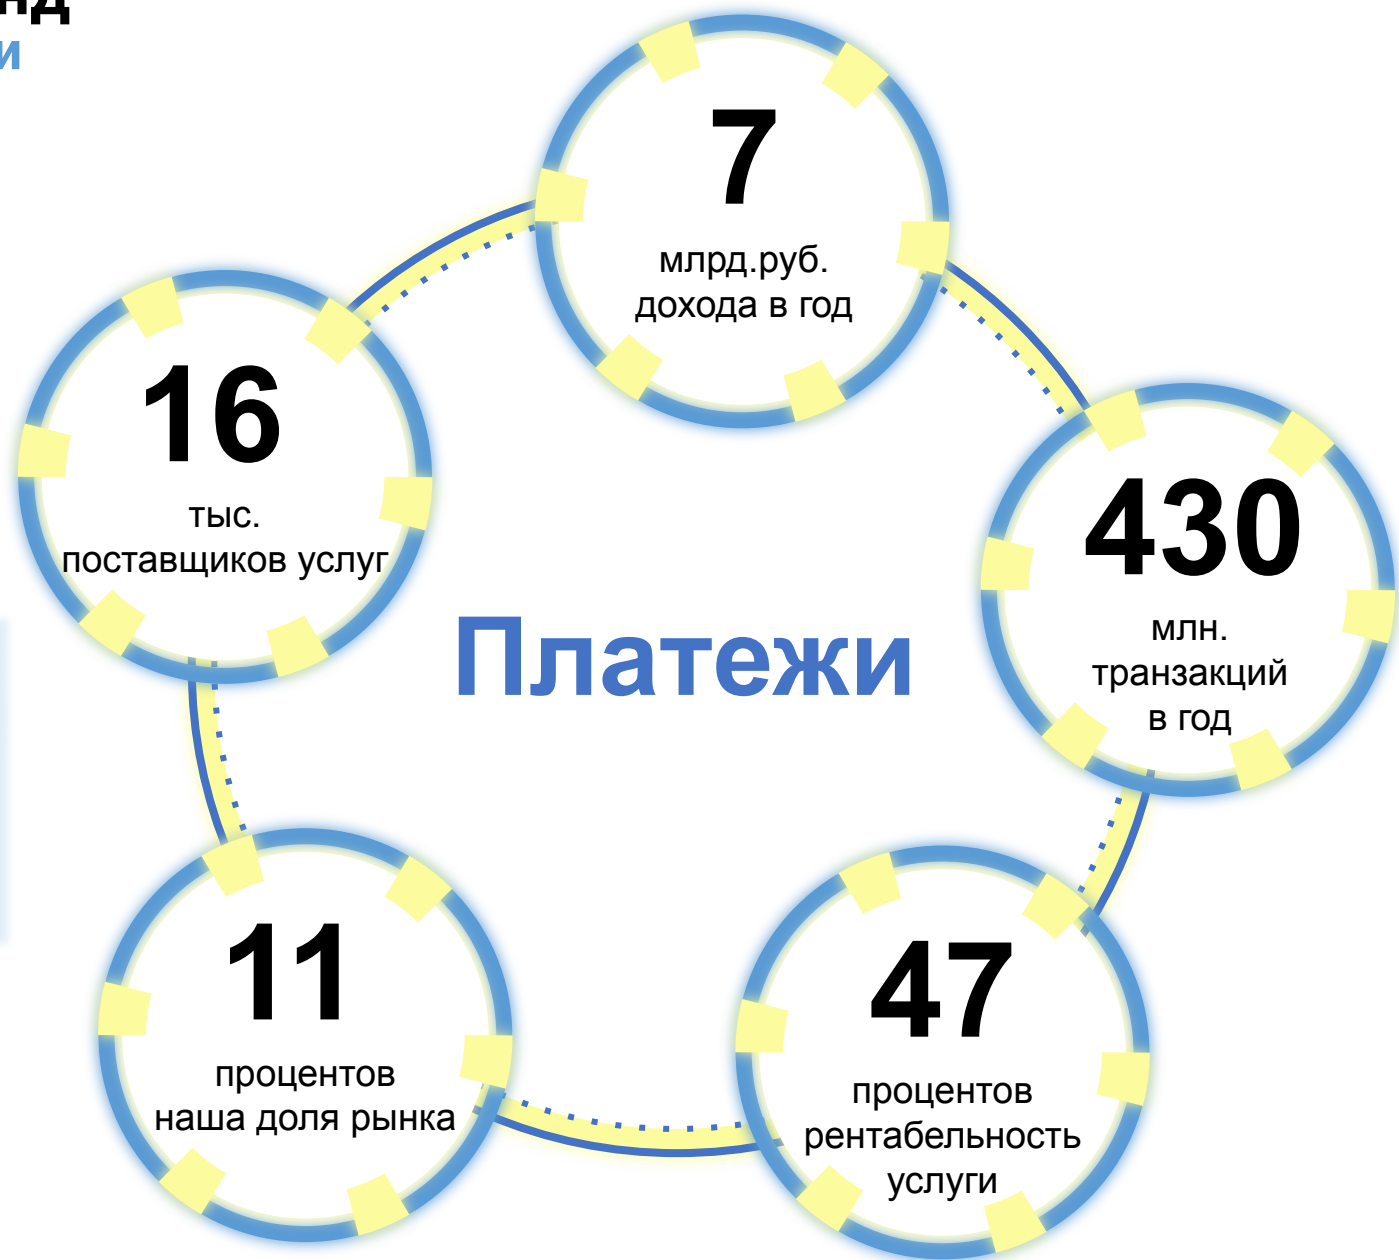 7
млрд.руб.
дохода в год
16
тыс.
поставщиков услуг
430
млн.
транзакций
в год
Платежи
11
процентов
наша доля рынка
47
процентов
рентабельность
услуги